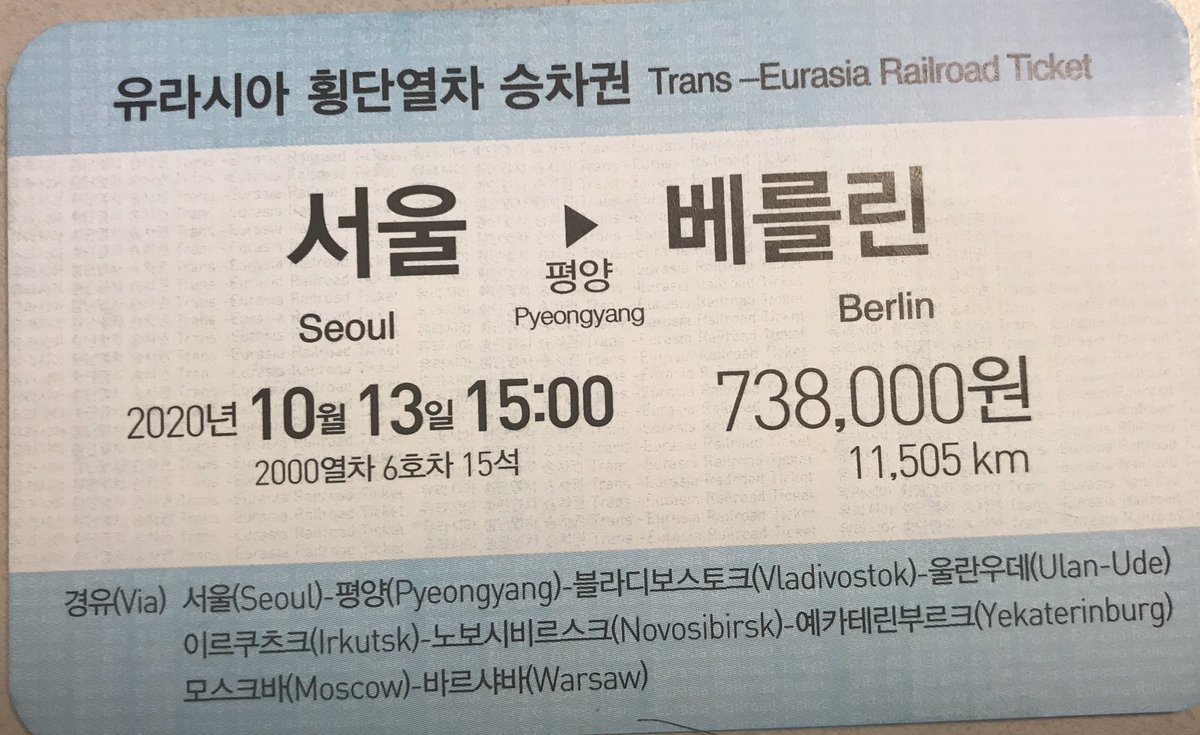 유라시아 횡단열차 승차권 Trans –Eurasia Railroad Ticket
서울 ▶ 베를린
평양
Seoul Pyeongyang Berlin
2020년 10월 13일 15:00 738,000원
2000열차 6호차 15석 11,505 km
경유(Via) 서울(Seoul)-평양(Pyeongyang)-블라디보스토크(Vladivostok)-울란우데(Ulan-Ude)
이르쿠츠크(Irkutsk)-노보시비르스크(Novosibirsk)-예카테린부르크(Yekaterinburg)
모스크바(Moscow)-바르샤바(Warsaw)